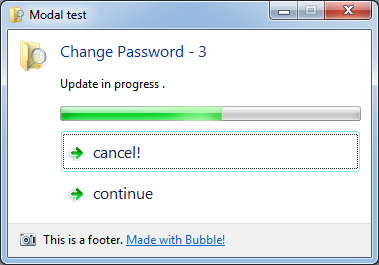 Modal test
Change Password - 3
Update in progress .
cancel!
continue
This is a footer. Made with Bubble!